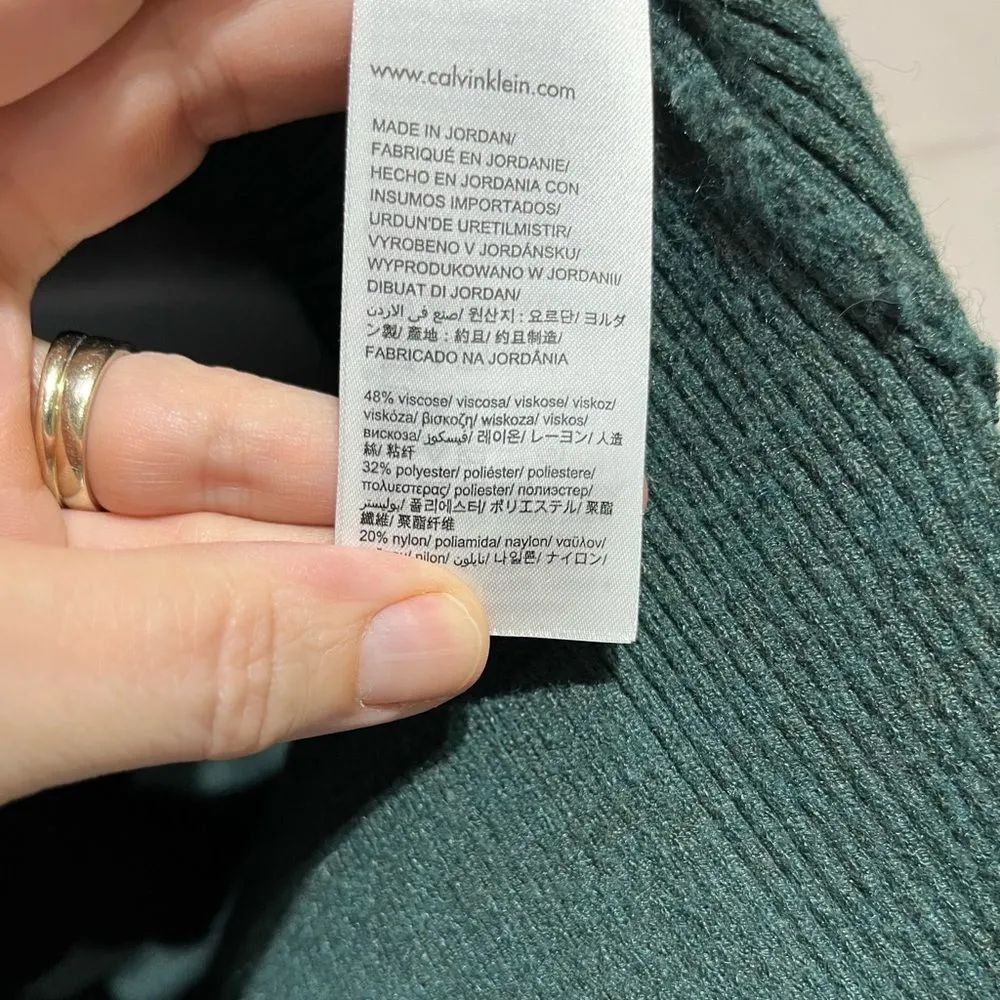 www.calvinklein.com
MADE IN JORDAN/
FABRIQUÉ EN JORDANIE/
HECHO EN JORDANIA CON
INSUMOS IMPORTADOS/
URDUN'DE URETILMISTIR/
VYROBENO V JORDÁNSKU/
WYPRODUKOWANO W JORDANII/
DIBUAT DI JORDAN/
صنع في الاردن/ 원산지 : 요르단/ ヨルダ
ン製/ 産地 : 約旦/ 约旦制造/
FABRICADO NA JORDÂNIA
48% viscose/ viscosa/ viskose/ viskoz/
viskóza/ βισκοζη/ wiskoza/ viskos/
вискоза/ فيسكوز/ 레이온/ レーヨン/ 人造
絲/ 粘纤
32% polyester/ poliéster/ poliestere/
πολυεστερας/ poliester/ полиэстер/
بوليستر/ 폴리에스터/ ポリエステル/ 聚酯
纖維/ 聚酯纤维
20% nylon/ poliamida/ naylon/ ναϋλον/
nilon/ نايلون/ 나일론/ ナイロン/